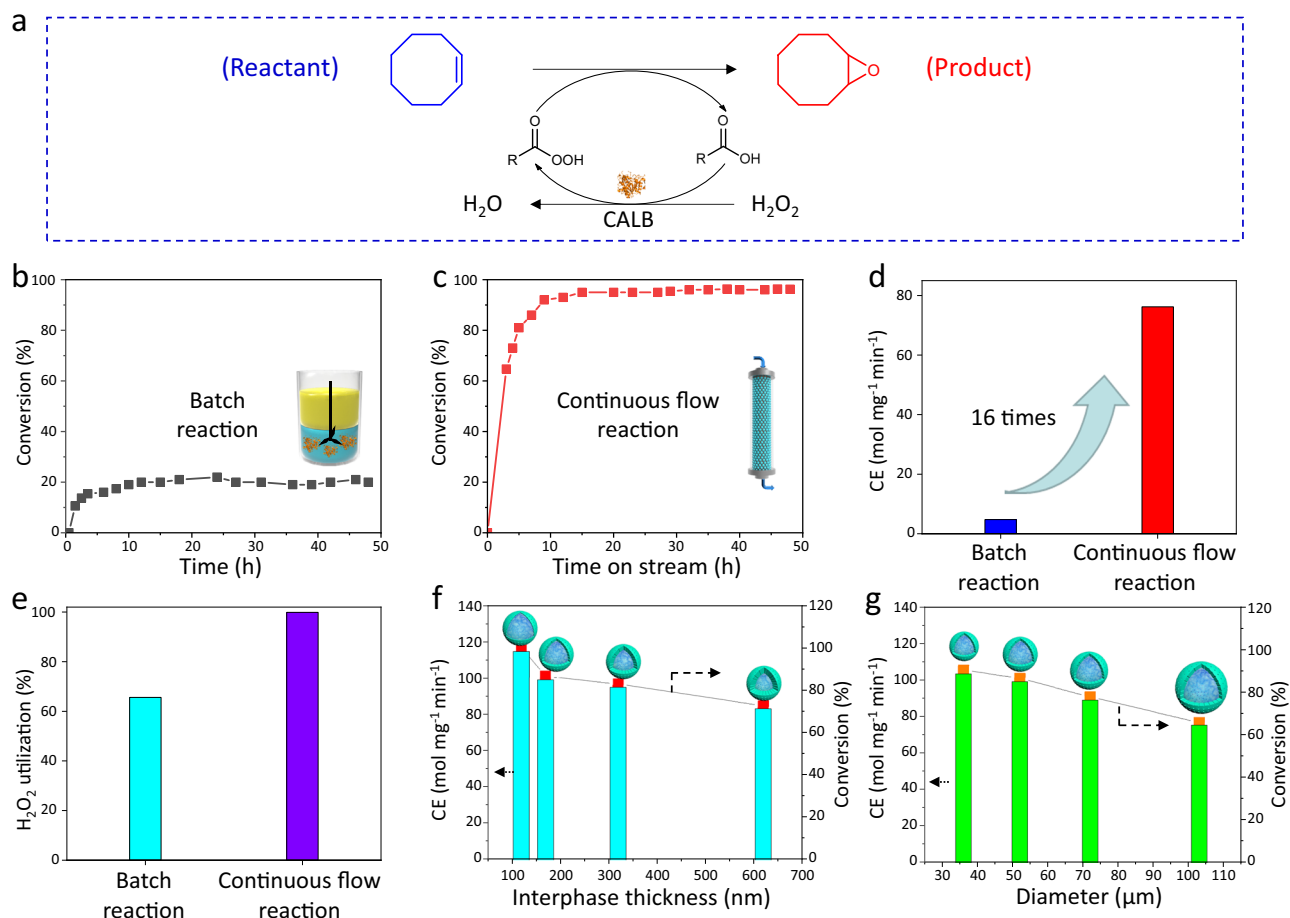 a
(Reactant)
(Product)
O
O
R
OOH
O
R
OH
H₂O
CALB
H₂O₂
b
Conversion (%)
100
80
60
40
20
0
Batch
reaction
0 10 20 30 40 50
Time (h)
c
Conversion (%)
100
80
60
40
20
0
Continuous flow
reaction
0 10 20 30 40 50
Time on stream (h)
d
CE (mol mg⁻¹ min⁻¹)
80
60
40
20
0
16 times
Batch
reaction
Continuous flow
reaction
e
H₂O₂ utilization (%)
100
80
60
40
20
0
Batch
reaction
Continuous flow
reaction
f
CE (mol mg⁻¹ min⁻¹)
140
120
100
80
60
40
20
0
120
100
80
60
40
20
0
Conversion (%)
100 200 300 400 500 600 700
Interphase thickness (nm)
g
CE (mol mg⁻¹ min⁻¹)
140
120
100
80
60
40
20
0
120
100
80
60
40
20
0
Conversion (%)
30 40 50 60 70 80 90 100 110
Diameter (µm)